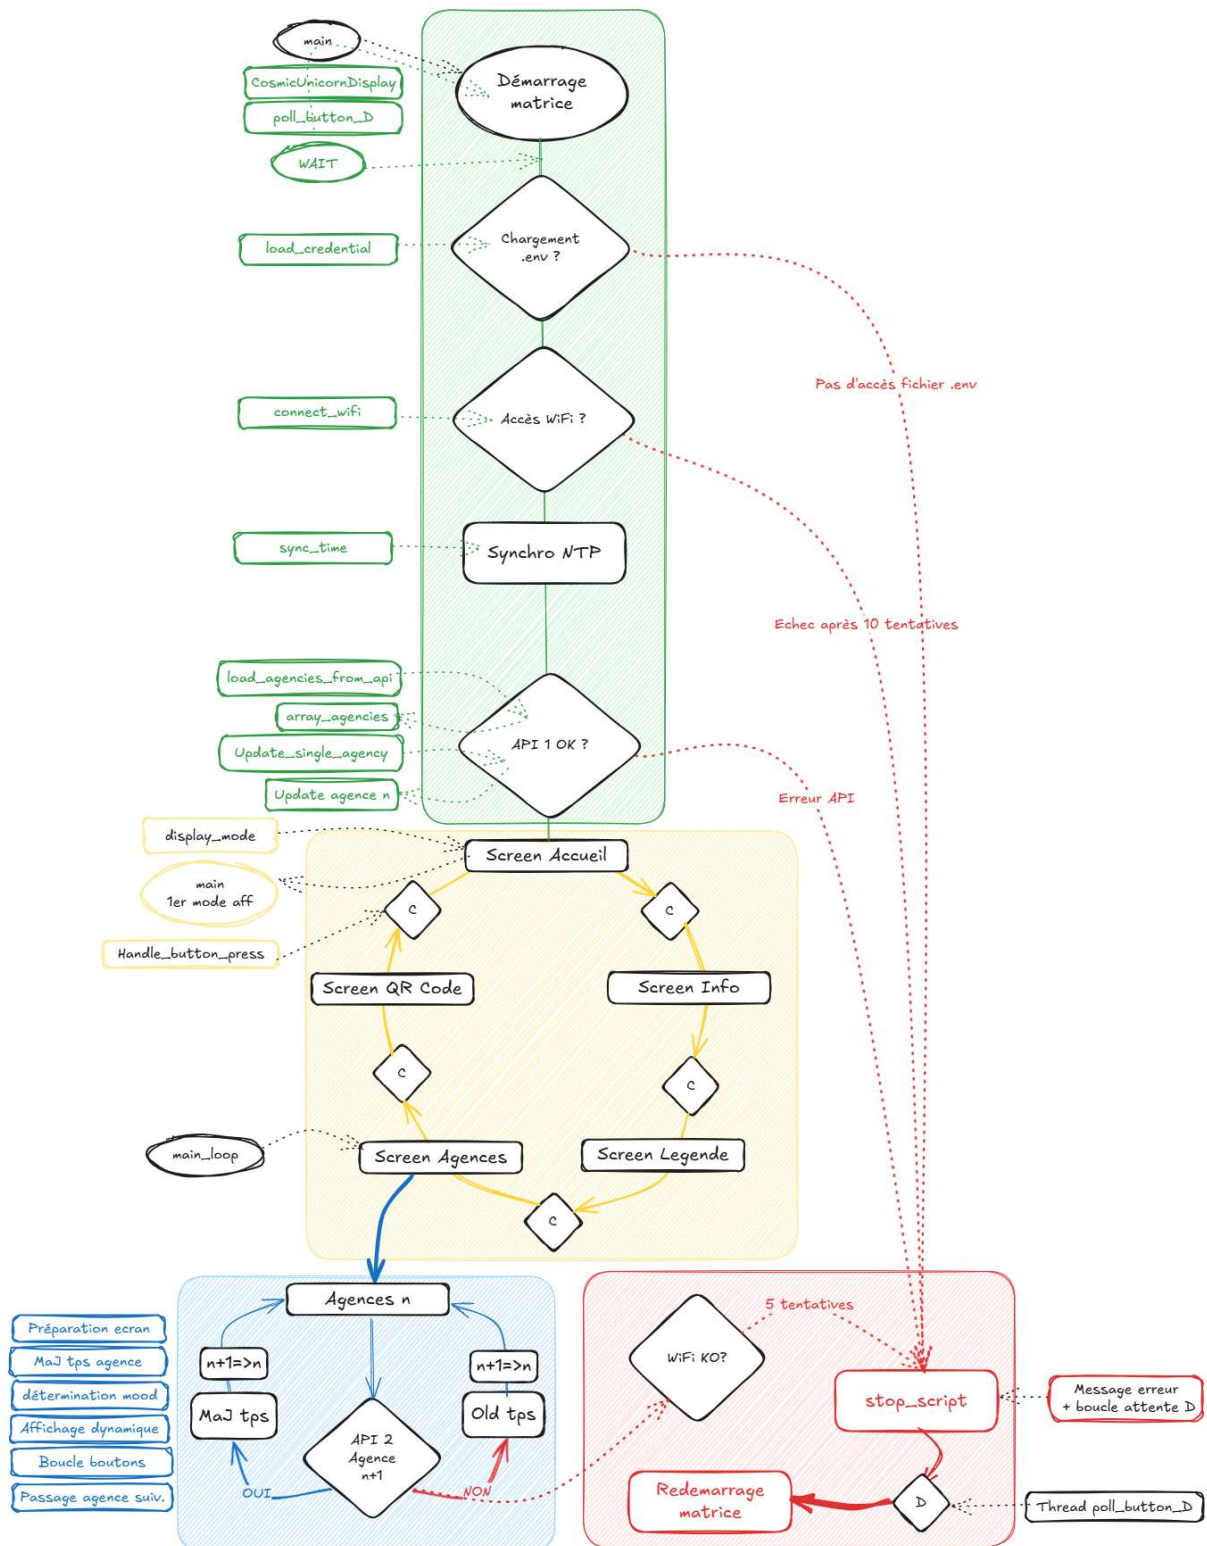 main
CosmicUnicornDisplay
poll_button_D
WAIT
Démarrage
matrice
load_credential
Chargement
.env ?
Pas d'accès fichier .env
connect_wifi
Accès WiFi ?
sync_time
Synchro NTP
Echec après 10 tentatives
load_agencies_from_api
array_agencies
Update_single_agency
Update agence n
API 1 OK ?
Erreur API
display_mode
Screen Accueil
main
1er mode aff
C
C
Handle_button_press
Screen QR Code
Screen Info
C
C
main_loop
Screen Agences
Screen Legende
C
Agences n
Préparation ecran
MaJ tps agence
détermination mood
Affichage dynamique
Boucle boutons
Passage agence suiv.
n+1=>n
n+1=>n
MaJ tps
Old tps
API 2
Agence
n+1
OUI
NON
5 tentatives
WiFi KO?
stop_script
Message erreur
+ boucle attente D
Redemarrage
matrice
D
Thread poll_button_D